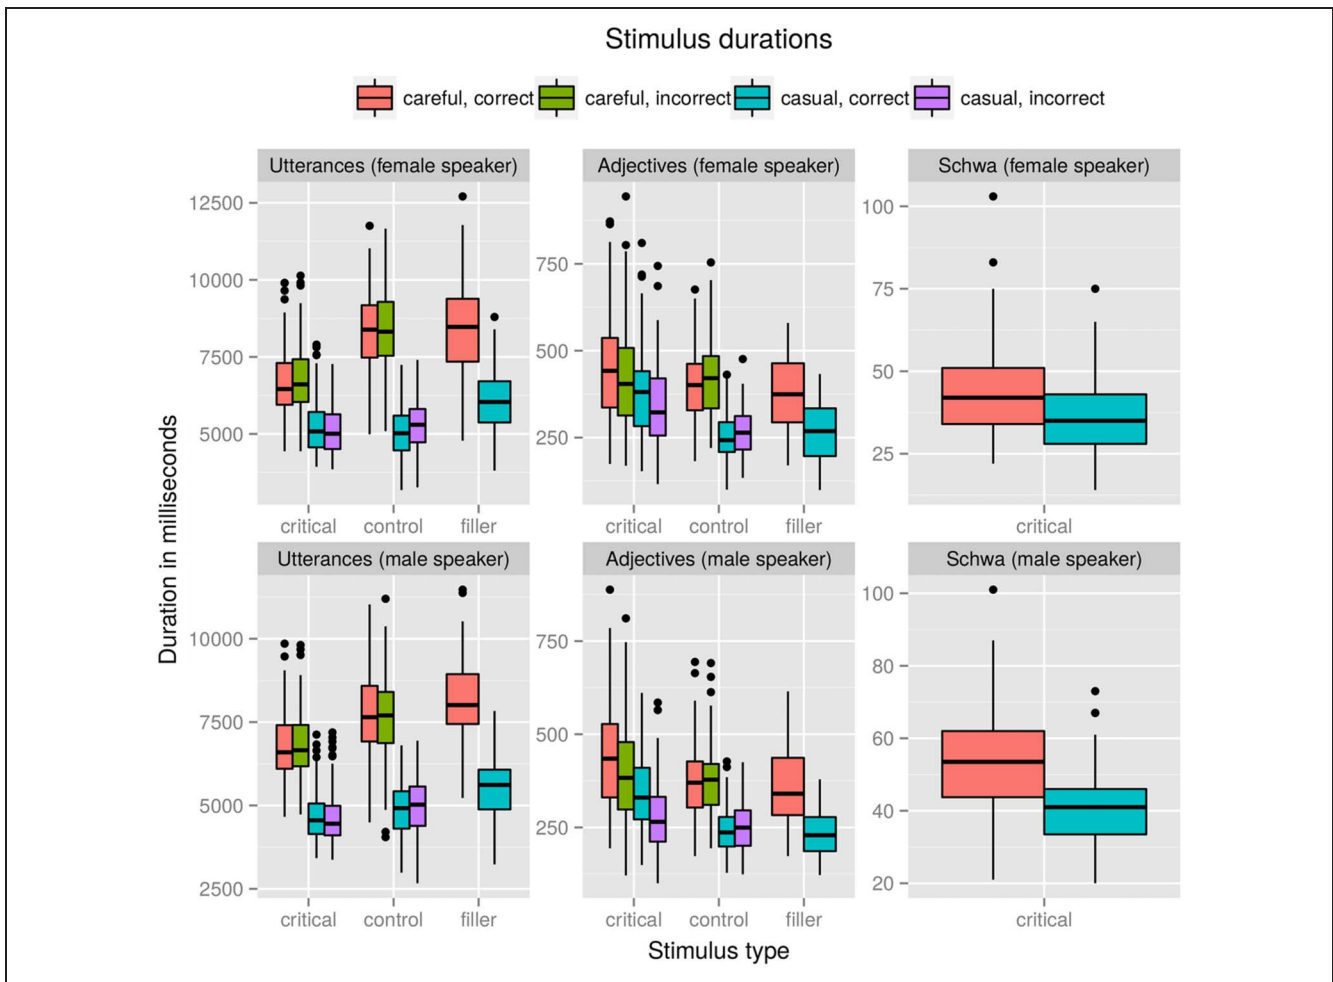 Stimulus durations
careful, correct careful, incorrect casual, correct casual, incorrect
Utterances (female speaker) Adjectives (female speaker) Schwa (female speaker)
12500
10000
7500
5000
750
500
250
100
75
50
25
critical control filler critical control filler critical
Duration in milliseconds
Utterances (male speaker) Adjectives (male speaker) Schwa (male speaker)
10000
7500
5000
2500
750
500
250
100
80
60
40
20
critical control filler critical control filler critical
Stimulus type